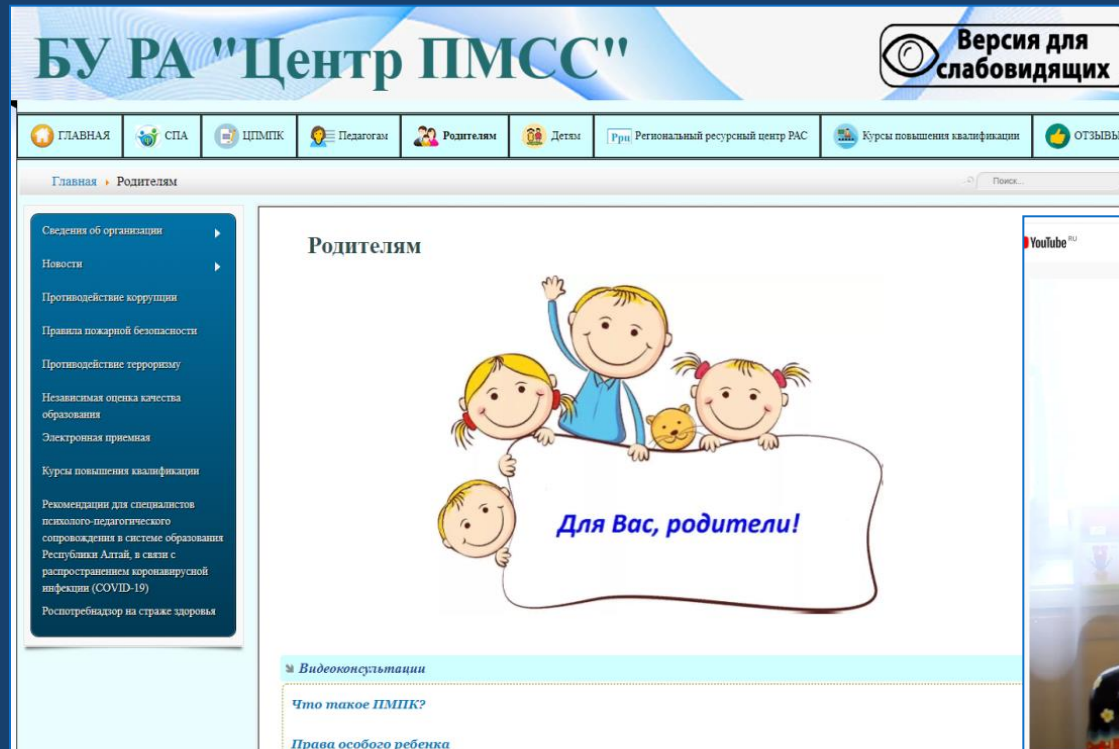 БУ РА "Центр ПМСС"
Версия для
слабовидящих
ГЛАВНАЯ
СПА
ЦПМПК
Педагогам
Родителям
Детям
Ррц Региональный ресурсный центр РАС
Курсы повышения квалификации
ОТЗЫВЫ
Главная
Родителям
Поиск...
Сведения об организации
Новости
Противодействие коррупции
Правила пожарной безопасности
Противодействие терроризму
Независимая оценка качества
образования
Электронная приемная
Курсы повышения квалификации
Рекомендации для специалистов
психолого-педагогического
сопровождения в системе образования
Республики Алтай, в связи с
распространением коронавирусной
инфекции (COVID-19)
Роспотребнадзор на страже здоровья
Родителям
YouTube RU
Для Вас, родители!
Видеоконсультации
Что такое ПМПК?
Права особого ребенка